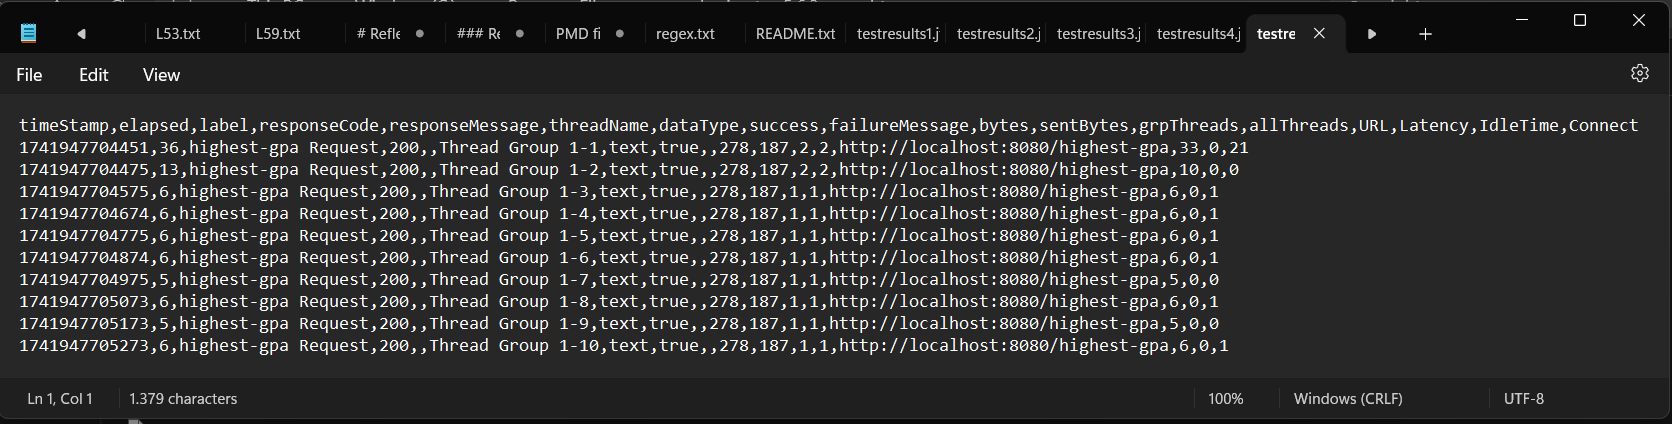 L53.txt L59.txt # Refle ### Re PMD fi regex.txt README.txt testresults1.j testresults2.j testresults3.j testresults4.j testre
File Edit View
timeStamp,elapsed,label,responseCode,responseMessage,threadName,dataType,success,failureMessage,bytes,sentBytes,grpThreads,allThreads,URL,Latency,IdleTime,Connect
1741947704451,36,highest-gpa Request,200,,Thread Group 1-1,text,true,,278,187,2,2,http://localhost:8080/highest-gpa,33,0,21
1741947704475,13,highest-gpa Request,200,,Thread Group 1-2,text,true,,278,187,2,2,http://localhost:8080/highest-gpa,10,0,0
1741947704575,6,highest-gpa Request,200,,Thread Group 1-3,text,true,,278,187,1,1,http://localhost:8080/highest-gpa,6,0,1
1741947704674,6,highest-gpa Request,200,,Thread Group 1-4,text,true,,278,187,1,1,http://localhost:8080/highest-gpa,6,0,1
1741947704775,6,highest-gpa Request,200,,Thread Group 1-5,text,true,,278,187,1,1,http://localhost:8080/highest-gpa,6,0,1
1741947704874,6,highest-gpa Request,200,,Thread Group 1-6,text,true,,278,187,1,1,http://localhost:8080/highest-gpa,6,0,1
1741947704975,5,highest-gpa Request,200,,Thread Group 1-7,text,true,,278,187,1,1,http://localhost:8080/highest-gpa,5,0,0
1741947705073,6,highest-gpa Request,200,,Thread Group 1-8,text,true,,278,187,1,1,http://localhost:8080/highest-gpa,6,0,1
1741947705173,5,highest-gpa Request,200,,Thread Group 1-9,text,true,,278,187,1,1,http://localhost:8080/highest-gpa,5,0,0
1741947705273,6,highest-gpa Request,200,,Thread Group 1-10,text,true,,278,187,1,1,http://localhost:8080/highest-gpa,6,0,1
Ln 1, Col 1 1.379 characters 100% Windows (CRLF) UTF-8